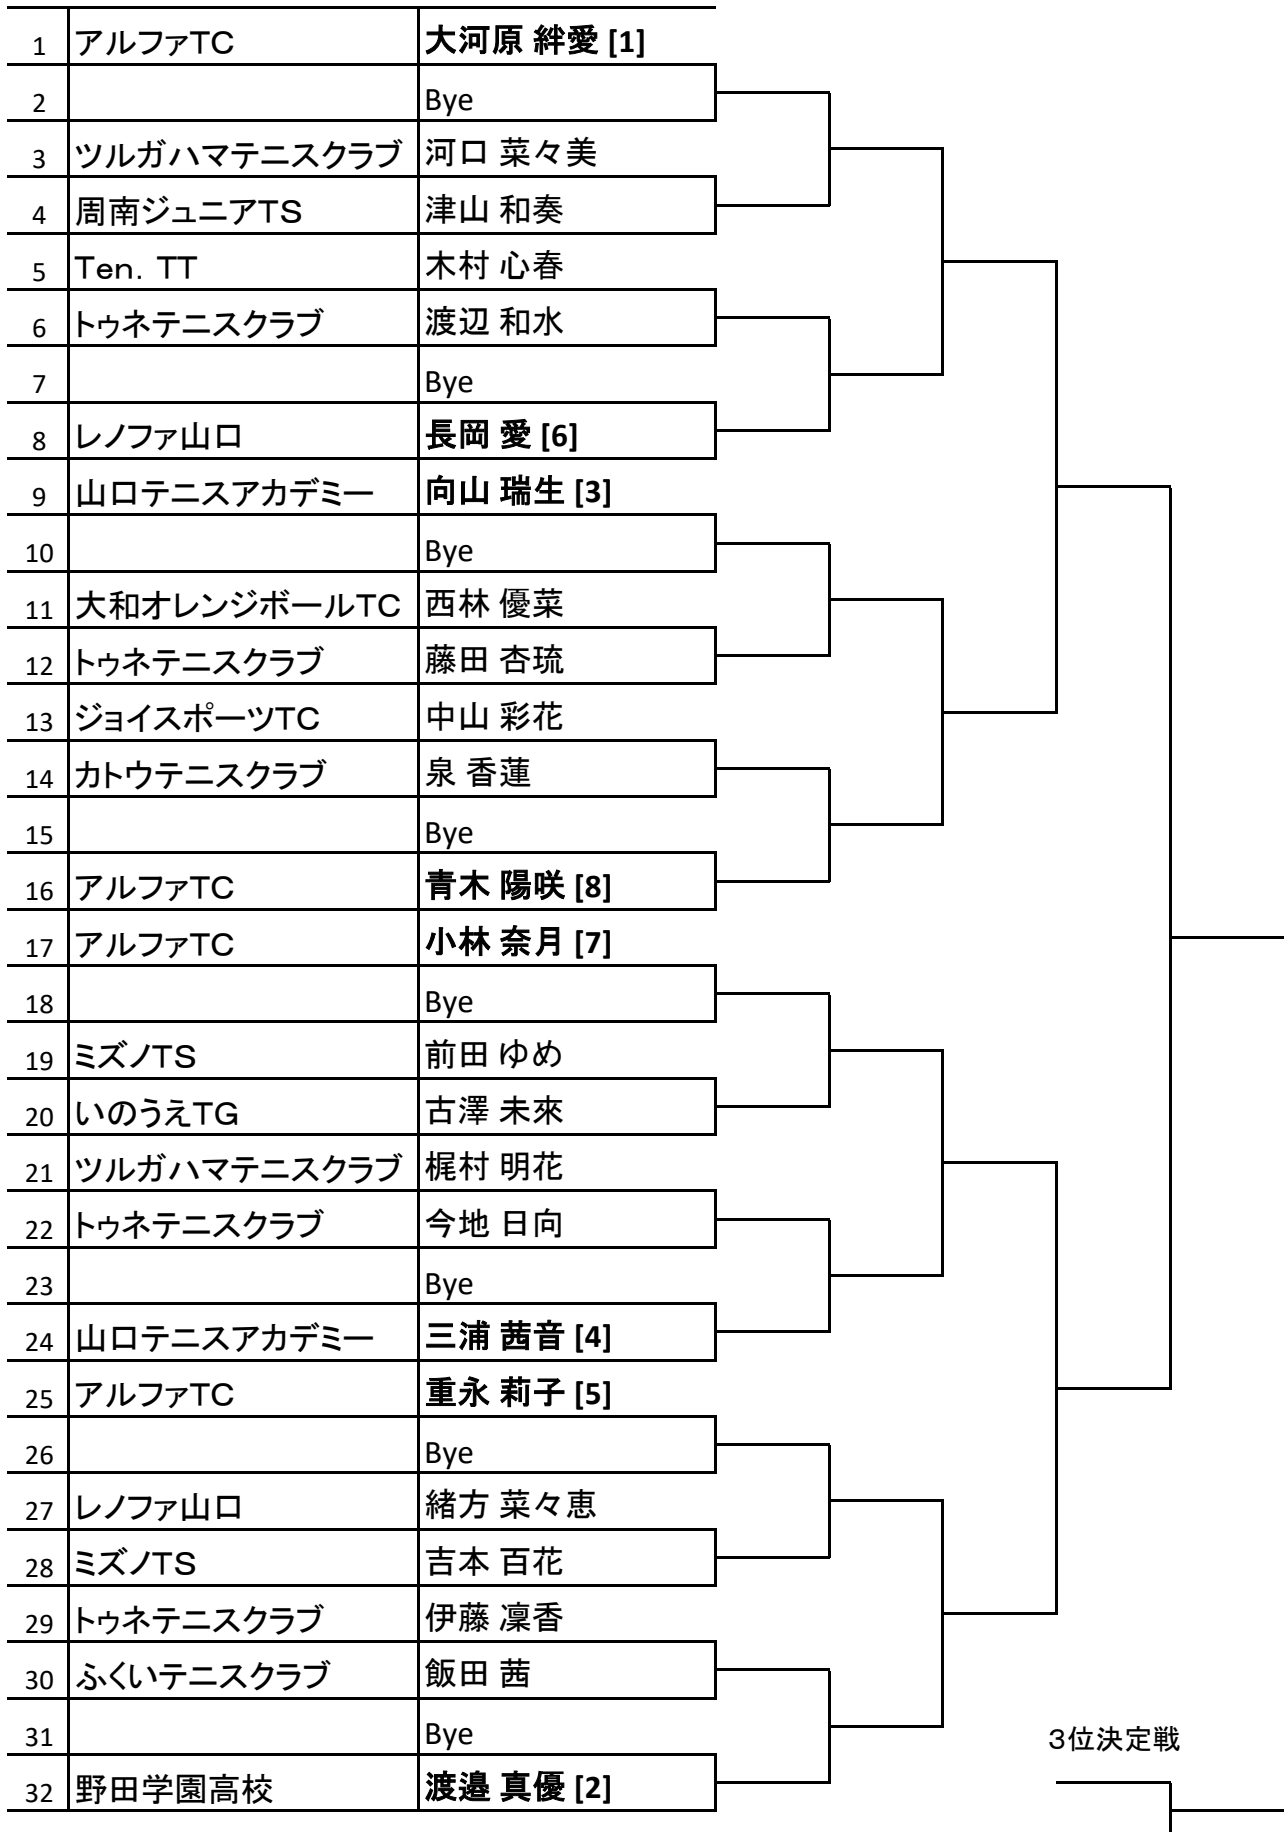 1 アルファTC 大河原 絆愛 [1]
2 Bye
3 ツルガハマテニスクラブ 河口 菜々美
4 周南ジュニアTS 津山 和奏
5 Ten. TT 木村 心春
6 トゥネテニスクラブ 渡辺 和水
7 Bye
8 レノファ山口 長岡 愛 [6]
9 山口テニスアカデミー 向山 瑞生 [3]
10 Bye
11 大和オレンジボールTC 西林 優菜
12 トゥネテニスクラブ 藤田 杏琉
13 ジョイスポーツTC 中山 彩花
14 カトウテニスクラブ 泉 香蓮
15 Bye
16 アルファTC 青木 陽咲 [8]
17 アルファTC 小林 奈月 [7]
18 Bye
19 ミズノTS 前田 ゆめ
20 いのうえTG 古澤 未來
21 ツルガハマテニスクラブ 梶村 明花
22 トゥネテニスクラブ 今地 日向
23 Bye
24 山口テニスアカデミー 三浦 茜音 [4]
25 アルファTC 重永 莉子 [5]
26 Bye
27 レノファ山口 緒方 菜々恵
28 ミズノTS 吉本 百花
29 トゥネテニスクラブ 伊藤 凜香
30 ふくいテニスクラブ 飯田 茜
31 Bye
3位決定戦
32 野田学園高校 渡邉 真優 [2]